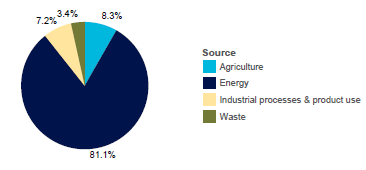 3.4%
8.3%
7.2%
81.1%
Source
Agriculture
Energy
Industrial processes & product use
Waste